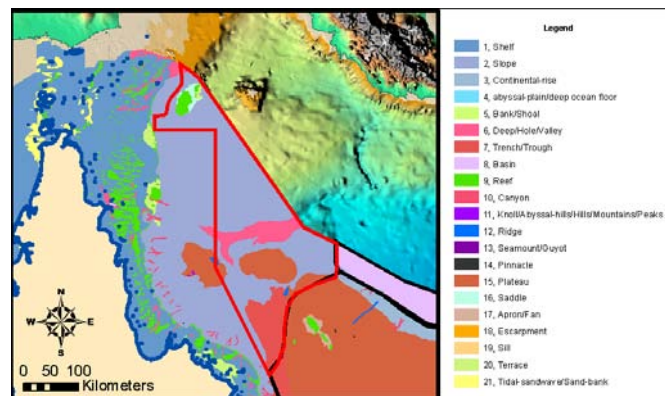 Legend
1, Shelf
2, Slope
3, Continental-rise
4, abyssal-plain/deep ocean floor
5, Bank/Shoal
6, Deep/Hole/Valley
7, Trench/Trough
8, Basin
9, Reef
10, Canyon
11, Knoll/Abyssal-hills/Hills/Mountains/Peaks
12, Ridge
13, Seamount/Guyot
14, Pinnacle
15, Plateau
16, Saddle
17, Apron/Fan
18, Escarpment
19, Sill
20, Terrace
21, Tidal-sandwave/Sand-bank
N
W E
S
0 50 100
Kilometers